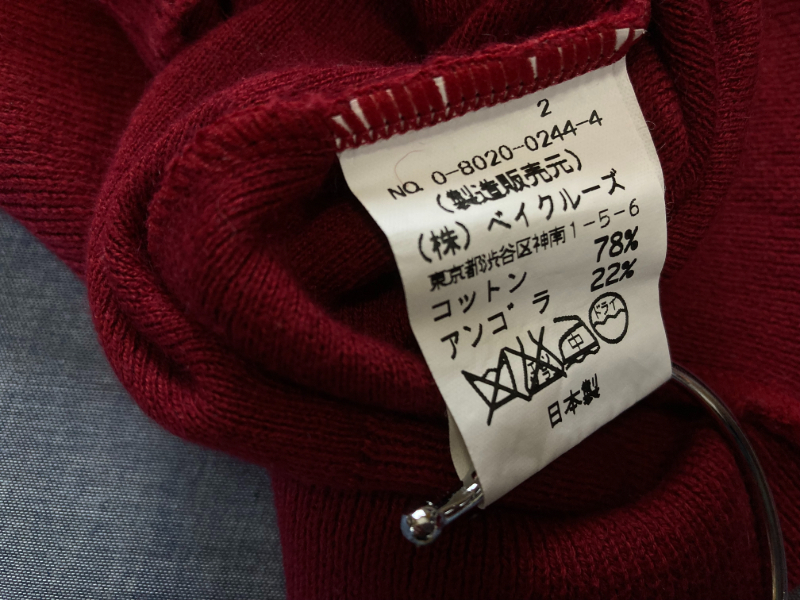 2
NO. 0-8020-0244-4
(製造販売元)
(株) ベイクルーズ
東京都渋谷区神南1-5-6
コットン 78%
アンゴラ 22%
中 ドライ
日本製